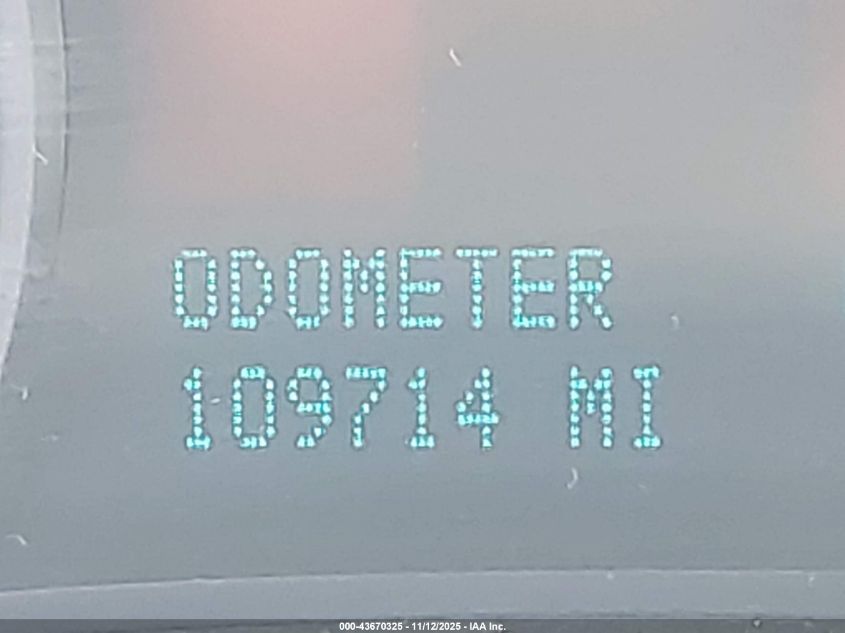 ODOMETER
109714 MI
000-43670325 - 11/12/2025 - IAA Inc.